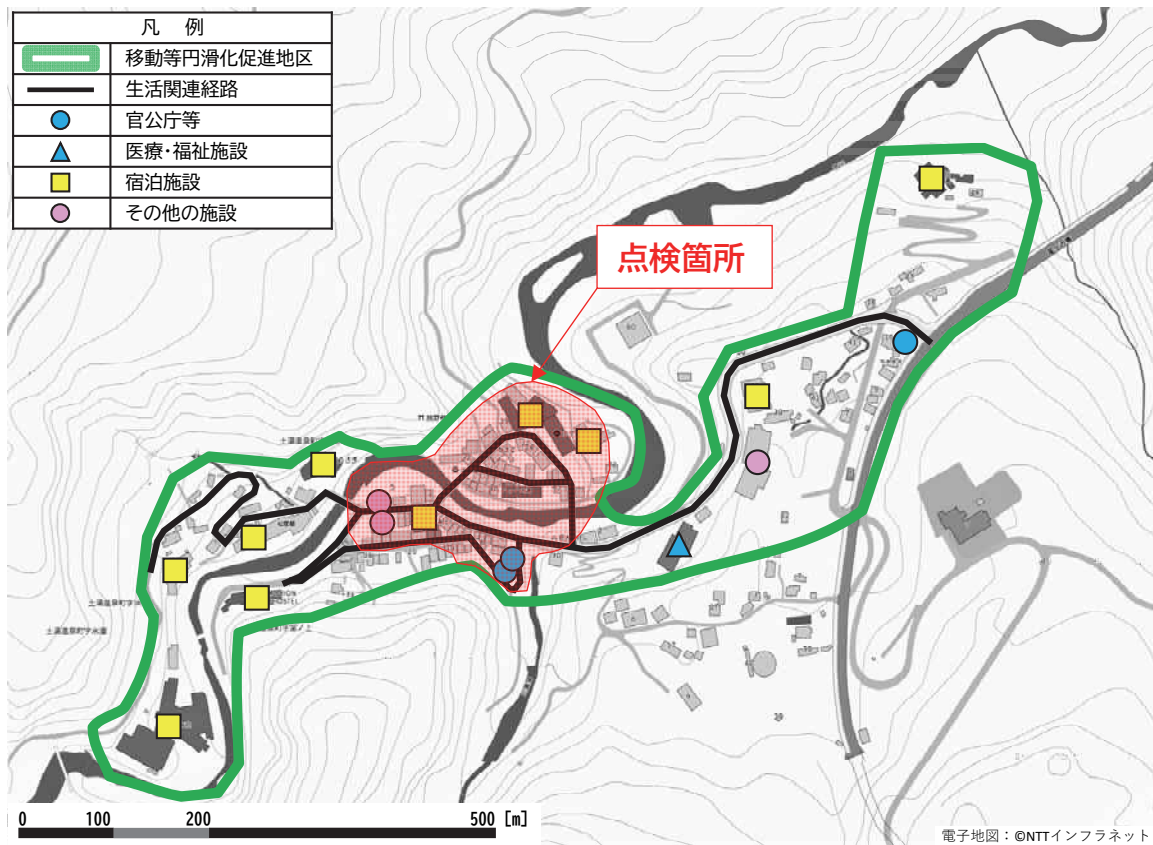 凡 例
移動等円滑化促進地区
生活関連経路
官公庁等
医療・福祉施設
宿泊施設
その他の施設
点検箇所
0 100 200 500 [m]
電子地図：©NTTインフラネット